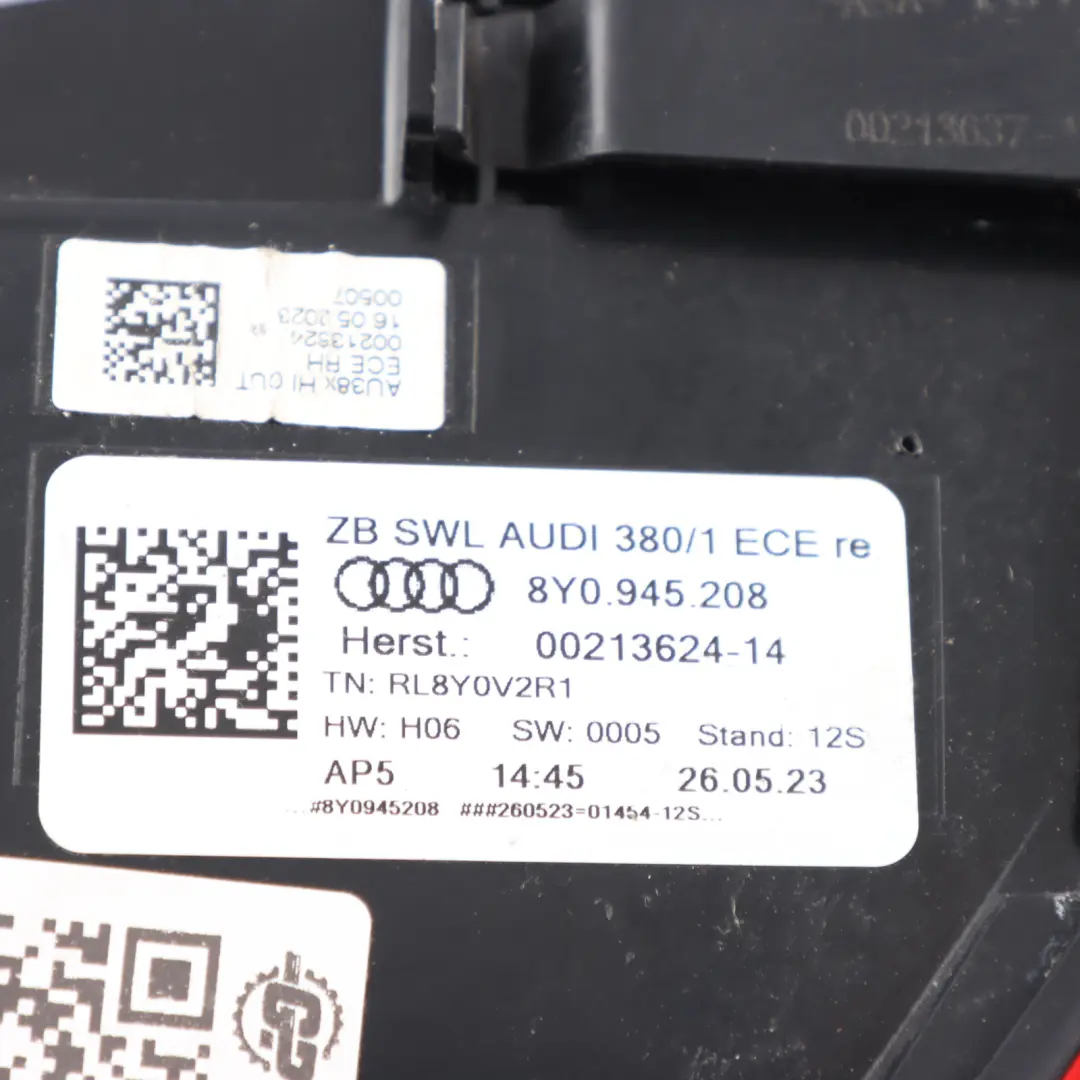 00213637-1
00507
16 05 2023
00213624
ECE RH
AU38x HI OUT
ZB SWL AUDI 380/1 ECE re
8Y0.945.208
Herst.: 00213624-14
TN: RL8Y0V2R1
HW: H06 SW: 0005 Stand: 12S
AP5 14:45 26.05.23
#8Y0945208 ###260523=01454-12S...